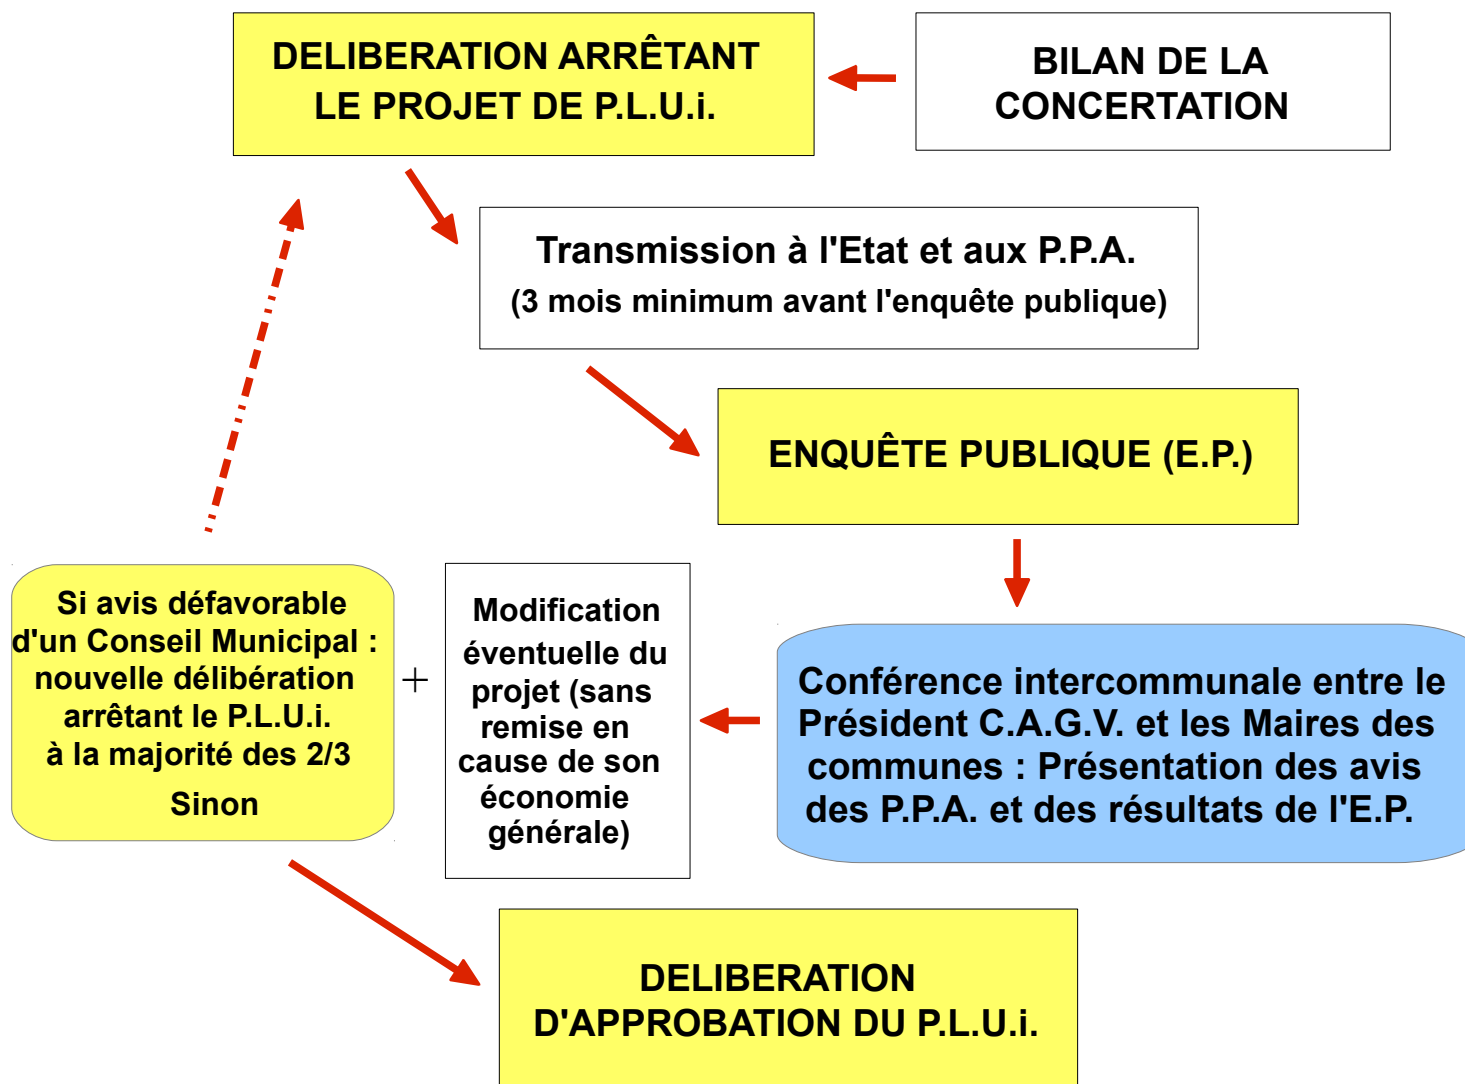 DELIBERATION ARRÊTANT
LE PROJET DE P.L.U.i.
BILAN DE LA
CONCERTATION
Transmission à l'Etat et aux P.P.A.
(3 mois minimum avant l'enquête publique)
ENQUÊTE PUBLIQUE (E.P.)
Si avis défavorable
d'un Conseil Municipal :
nouvelle délibération
arrêtant le P.L.U.i.
à la majorité des 2/3
Sinon
+
Modification
éventuelle du
projet (sans
remise en
cause de son
économie
générale)
Conférence intercommunale entre le
Président C.A.G.V. et les Maires des
communes : Présentation des avis
des P.P.A. et des résultats de l'E.P.
DELIBERATION
D'APPROBATION DU P.L.U.i.